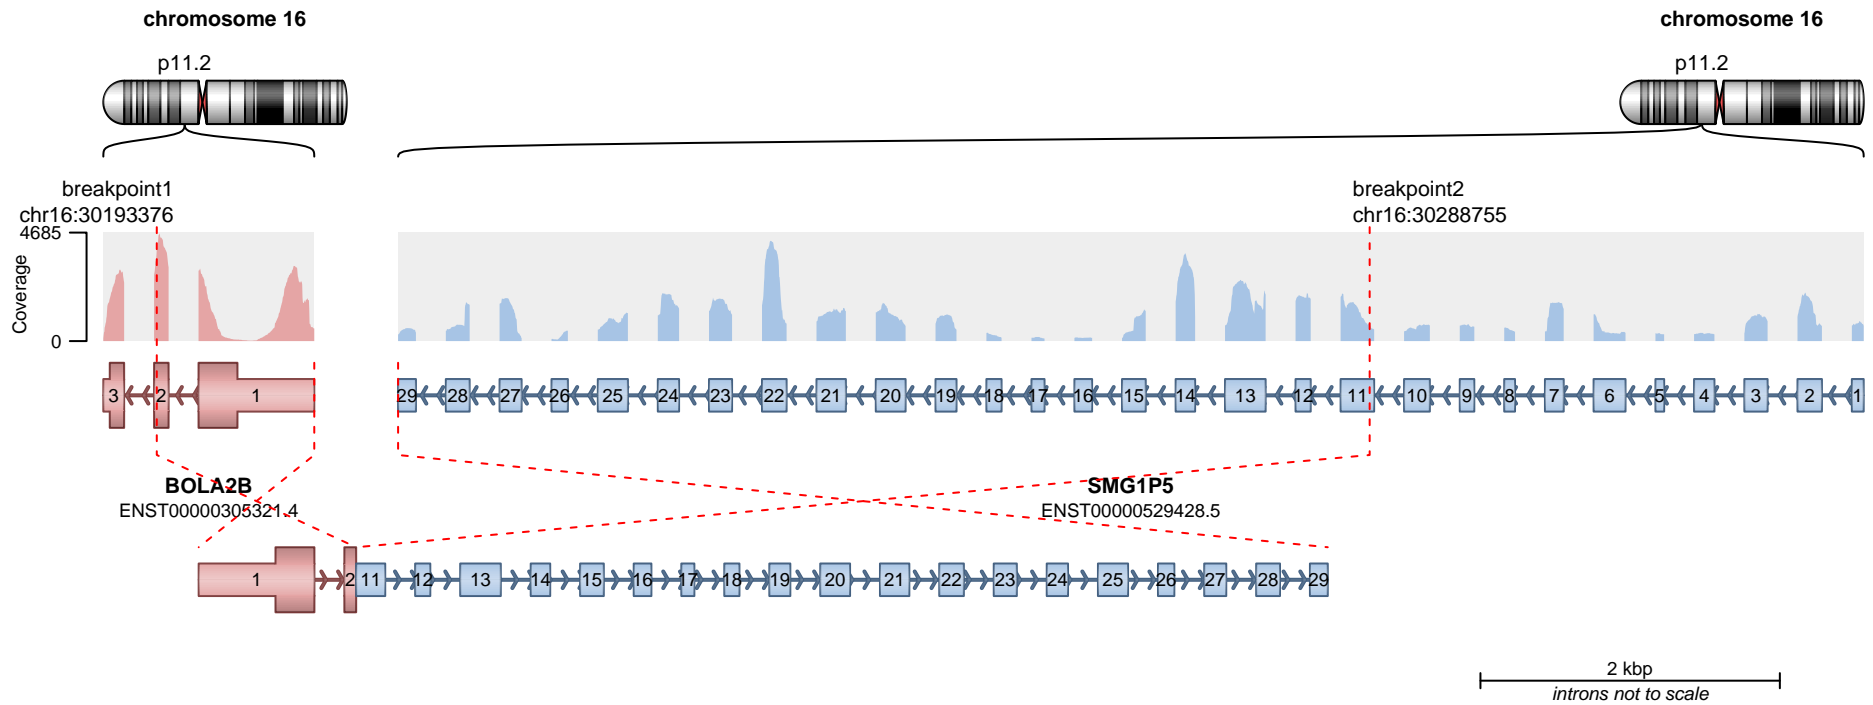 chromosome 16
chromosome 16
p11.2
p11.2
breakpoint1
chr16:30193376
breakpoint2
chr16:30288755
4685
Coverage
0
3 2 1
29 28 27 26 25 24 23 22 21 20 19 18 17 16 15 14 13 12 11 10 9 8 7 6 5 4 3 2 1
BOLA2B
ENST00000305321.4
SMG1P5
ENST00000529428.5
1 2 11 12 13 14 15 16 17 18 19 20 21 22 23 24 25 26 27 28 29
2 kbp
introns not to scale